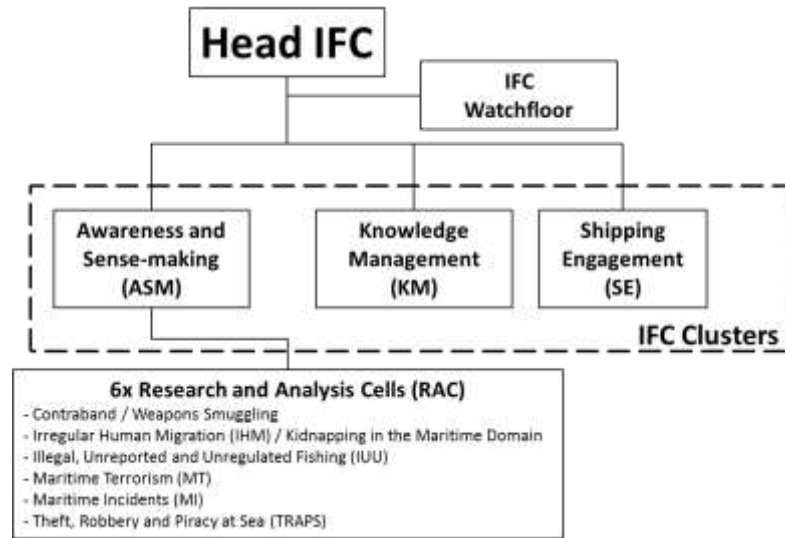 Head IFC
IFC
Watchfloor
Awareness and
Sense-making
(ASM)
Knowledge
Management
(KM)
Shipping
Engagement
(SE)
IFC Clusters
6x Research and Analysis Cells (RAC)
- Contraband / Weapons Smuggling
- Irregular Human Migration (IHM) / Kidnapping in the Maritime Domain
- Illegal, Unreported and Unregulated Fishing (IUU)
- Maritime Terrorism (MT)
- Maritime Incidents (MI)
- Theft, Robbery and Piracy at Sea (TRAPS)